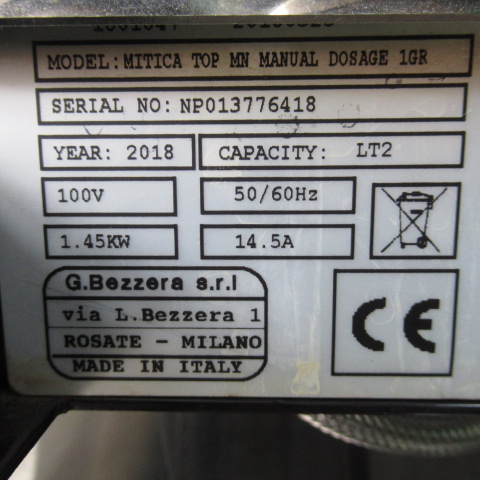 MODEL:MITICA TOP MN MANUAL DOSAGE 1GR
SERIAL NO: NP013776418
YEAR: 2018 CAPACITY: LT2
100V 50/60Hz
1.45KW 14.5A
G.Bezzera s.r.l
via L.Bezzera 1
ROSATE - MILANO
MADE IN ITALY
CE